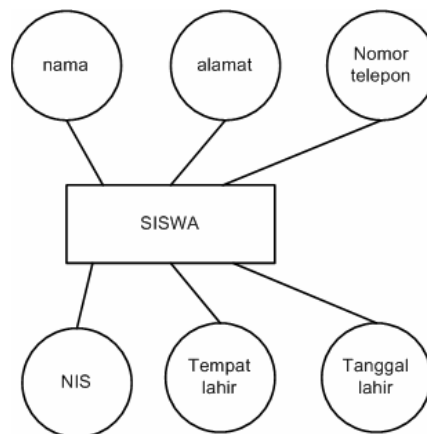 nama
alamat
Nomor
telepon
SISWA
NIS
Tempat
lahir
Tanggal
lahir